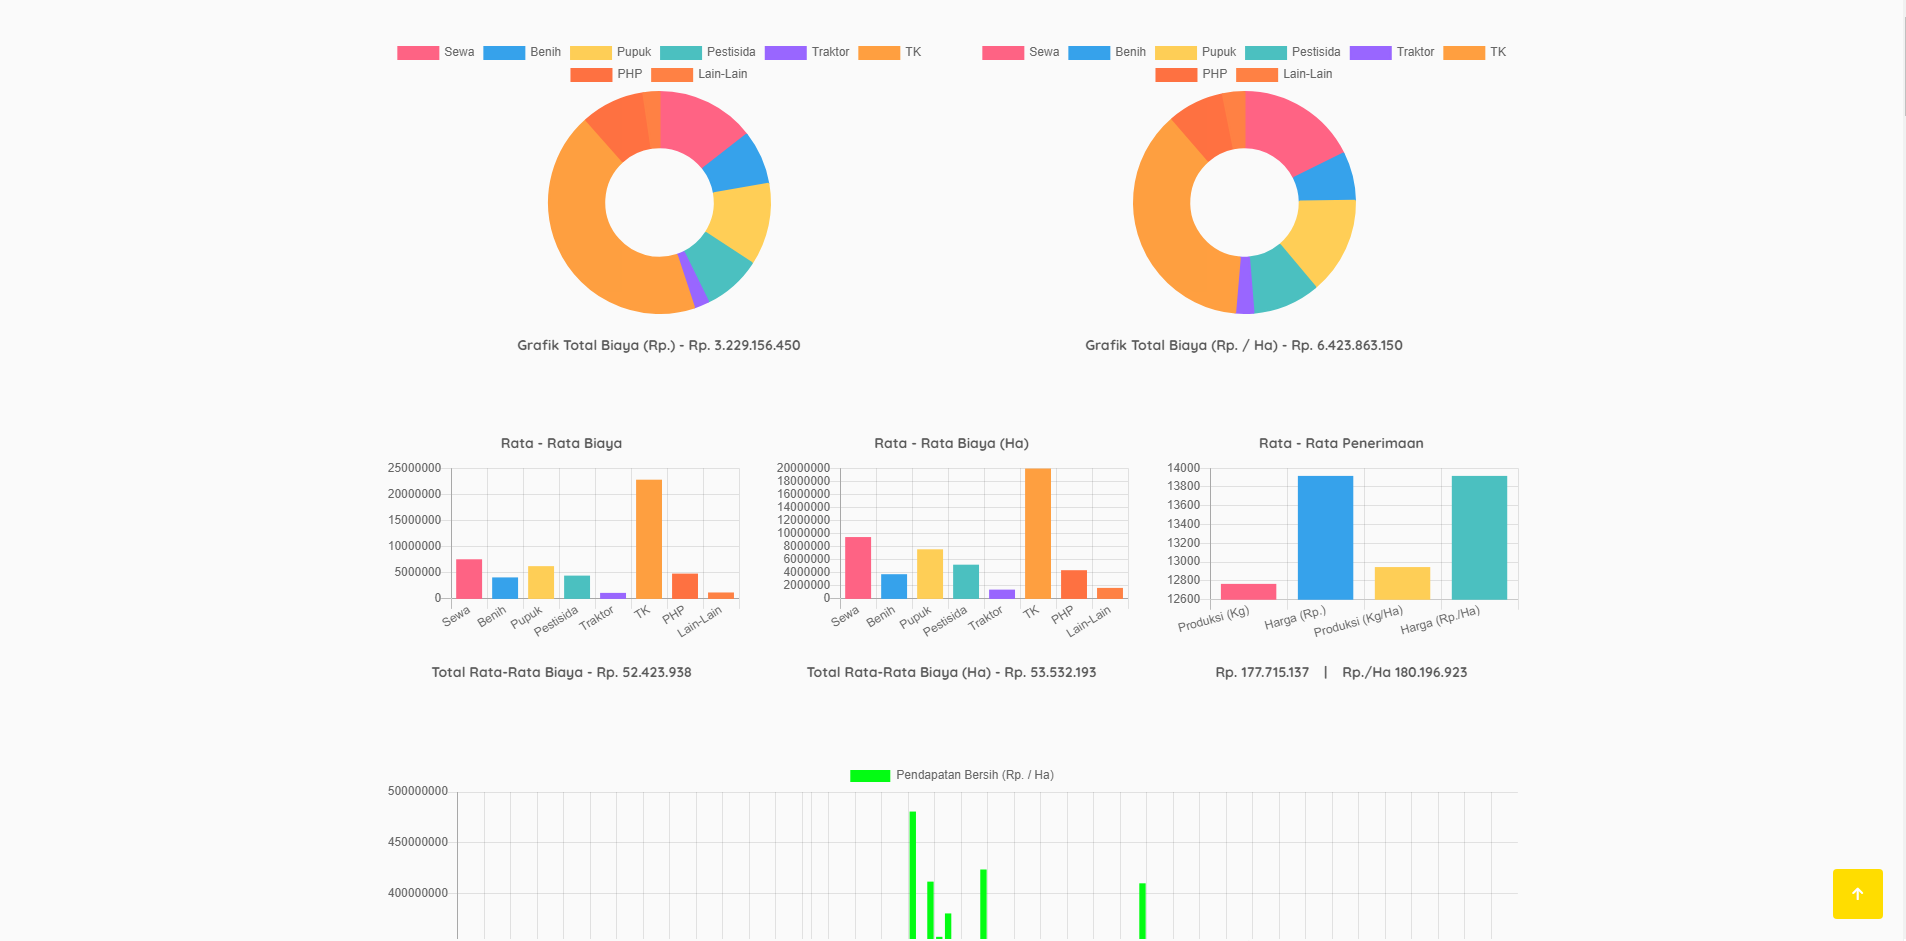 Sewa Benih Pupuk Pestisida Traktor TK
PHP Lain-Lain
Grafik Total Biaya (Rp.) - Rp. 3.229.156.450
Sewa Benih Pupuk Pestisida Traktor TK
PHP Lain-Lain
Grafik Total Biaya (Rp. / Ha) - Rp. 6.423.863.150
Rata - Rata Biaya
25000000
20000000
15000000
10000000
5000000
0
Sewa Benih Pupuk Pestisida Traktor TK PHP Lain-Lain
Total Rata-Rata Biaya - Rp. 52.423.938
Rata - Rata Biaya (Ha)
20000000
18000000
16000000
14000000
12000000
10000000
8000000
6000000
4000000
2000000
0
Sewa Benih Pupuk Pestisida Traktor TK PHP Lain-Lain
Total Rata-Rata Biaya (Ha) - Rp. 53.532.193
Rata - Rata Penerimaan
14000
13800
13600
13400
13200
13000
12800
12600
Produksi (Kg) Harga (Rp.) Produksi (Kg/Ha) Harga (Rp./Ha)
Rp. 177.715.137 | Rp./Ha 180.196.923
Pendapatan Bersih (Rp. / Ha)
500000000
450000000
400000000